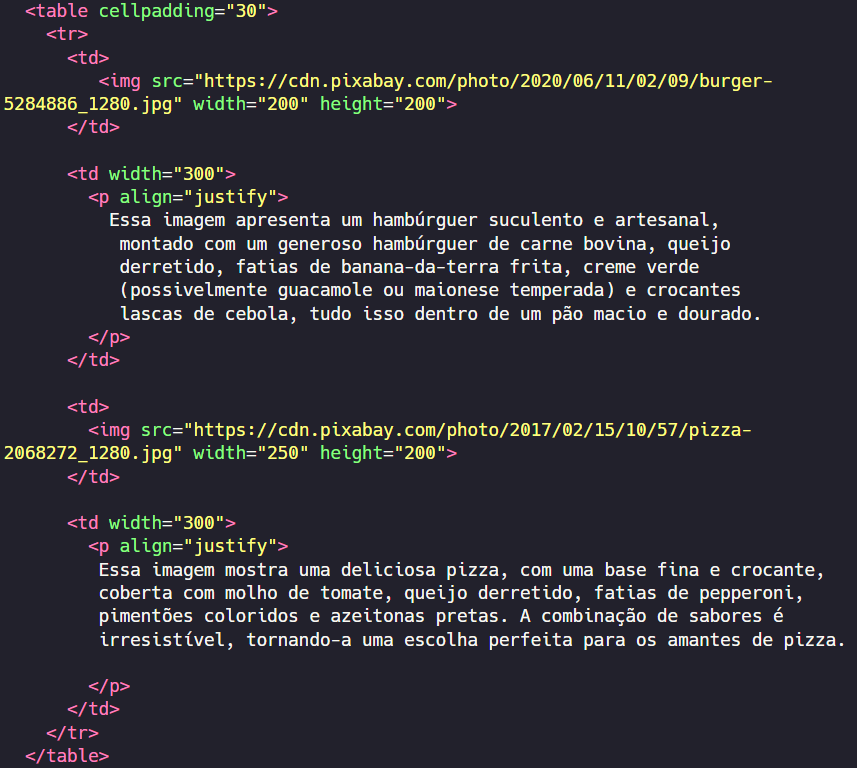 <table cellpadding="30">
<tr>
<td>
<img src="https://cdn.pixabay.com/photo/2020/06/11/02/09/burger-
5284886_1280.jpg" width="200" height="200">
</td>
<td width="300">
<p align="justify">
Essa imagem apresenta um hambúrguer suculento e artesanal,
montado com um generoso hambúrguer de carne bovina, queijo
derretido, fatias de banana-da-terra frita, creme verde
(possivelmente guacamole ou maionese temperada) e crocantes
lascas de cebola, tudo isso dentro de um pão macio e dourado.
</p>
</td>
<td>
<img src="https://cdn.pixabay.com/photo/2017/02/15/10/57/pizza-
2068272_1280.jpg" width="250" height="200">
</td>
<td width="300">
<p align="justify">
Essa imagem mostra uma deliciosa pizza, com uma base fina e crocante,
coberta com molho de tomate, queijo derretido, fatias de pepperoni,
pimentões coloridos e azeitonas pretas. A combinação de sabores é
irresistível, tornando-a uma escolha perfeita para os amantes de pizza.
</p>
</td>
</tr>
</table>